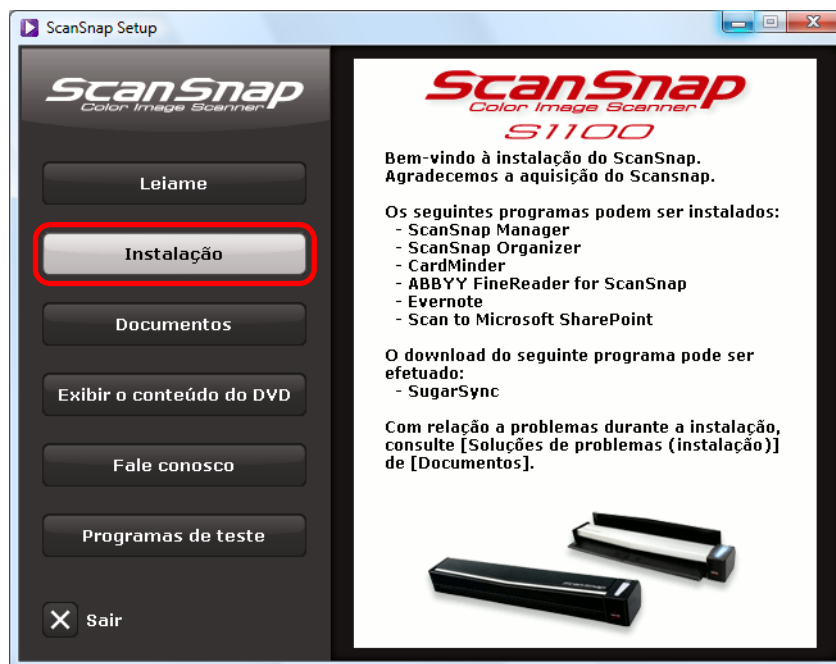 ScanSnap Setup
ScanSnap
Color Image Scanner
Leiame
Instalação
Documentos
Exibir o conteúdo do DVD
Fale conosco
Programas de teste
Sair
ScanSnap
Color Image Scanner
S1100
Bem-vindo à instalação do ScanSnap.
Agradecemos a aquisição do Scansnap.
Os seguintes programas podem ser instalados:
- ScanSnap Manager
- ScanSnap Organizer
- CardMinder
- ABBYY FineReader for ScanSnap
- Evernote
- Scan to Microsoft SharePoint
O download do seguinte programa pode ser
efetuado:
- SugarSync
Com relação a problemas durante a instalação,
consulte [Soluções de problemas (instalação)]
de [Documentos].
ScanSnap